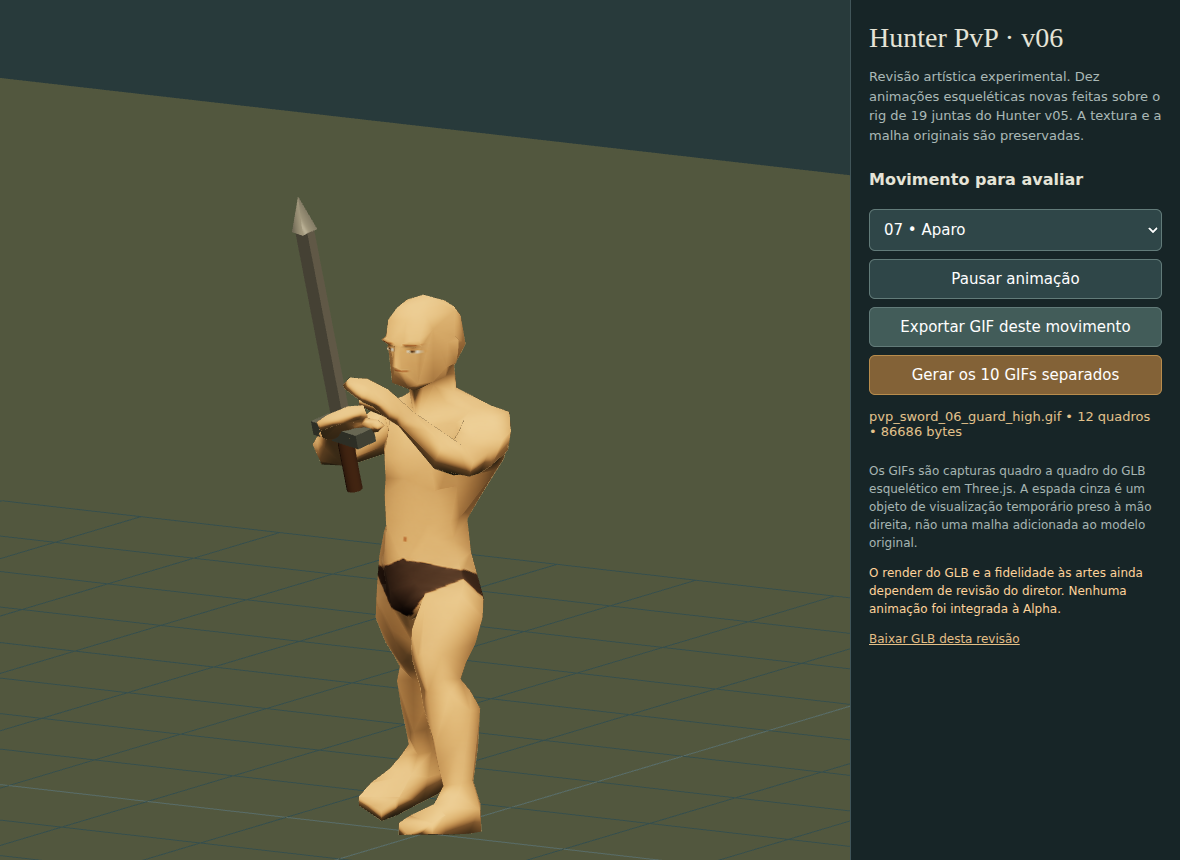 Hunter PvP · v06
Revisão artística experimental. Dez
animações esqueléticas novas feitas sobre o
rig de 19 juntas do Hunter v05. A textura e a
malha originais são preservadas.
Movimento para avaliar
07 • Aparo
Pausar animação
Exportar GIF deste movimento
Gerar os 10 GIFs separados
pvp_sword_06_guard_high.gif • 12 quadros
• 86686 bytes
Os GIFs são capturas quadro a quadro do GLB
esquelético em Three.js. A espada cinza é um
objeto de visualização temporário preso à mão
direita, não uma malha adicionada ao modelo
original.
O render do GLB e a fidelidade às artes ainda
dependem de revisão do diretor. Nenhuma
animação foi integrada à Alpha.
Baixar GLB desta revisão